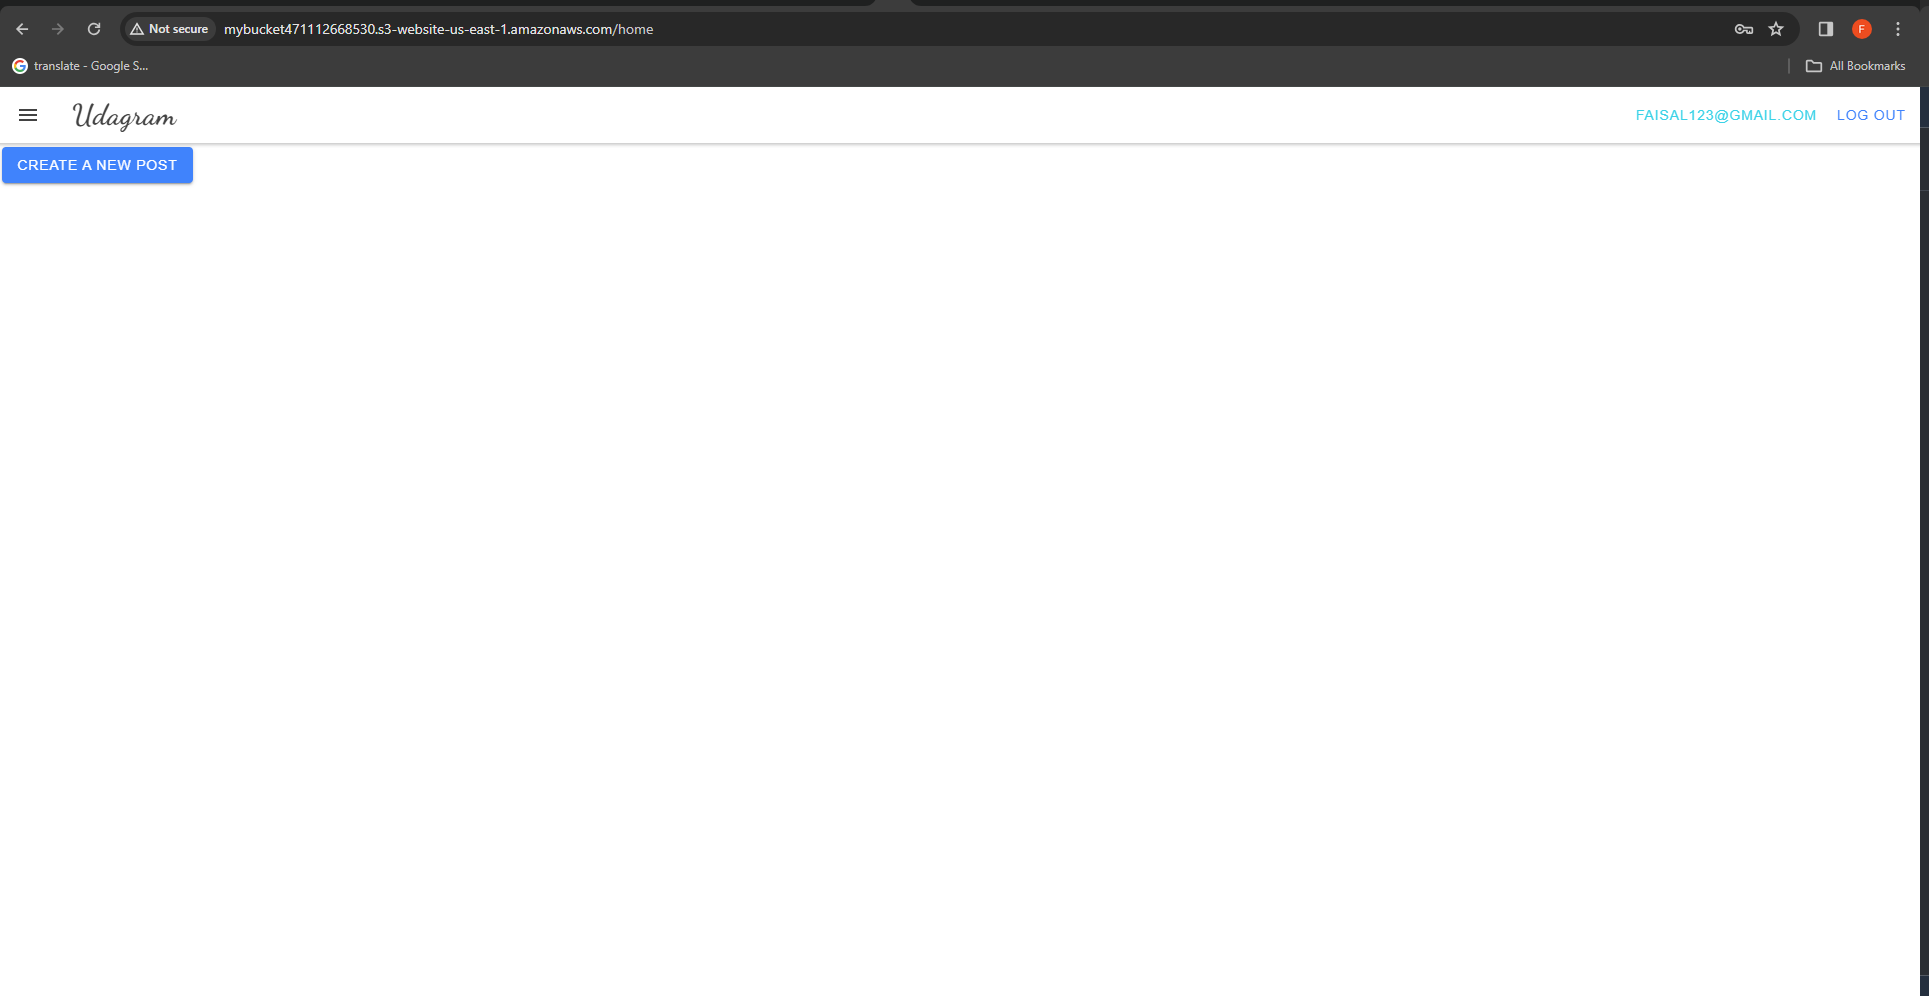 Not secure mybucket471112668530.s3-website-us-east-1.amazonaws.com/home F
translate - Google S... All Bookmarks
Udagram FAISAL123@GMAIL.COM LOG OUT
CREATE A NEW POST